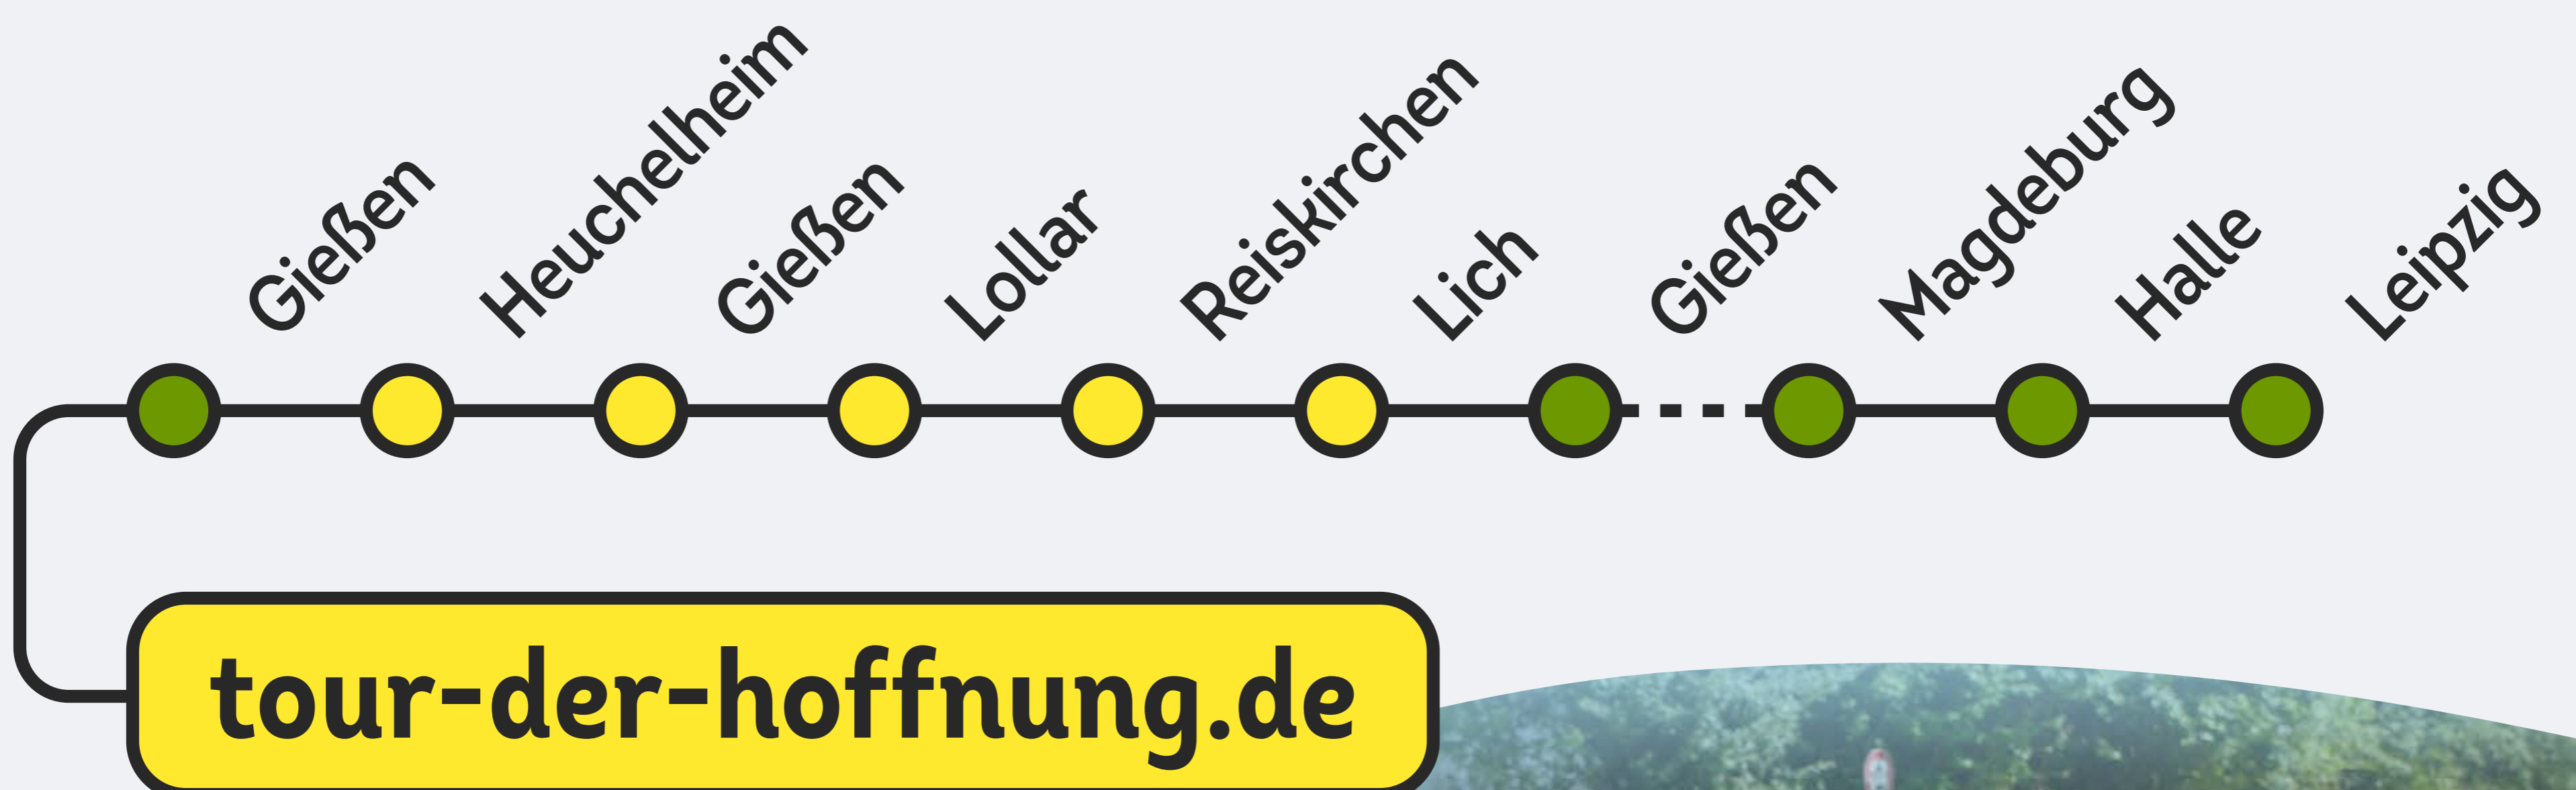 Gießen
Heuchelheim
Gießen
Lollar
Reiskirchen
Lich
Gießen
Magdeburg
Halle
Leipzig
tour-der-hoffnung.de